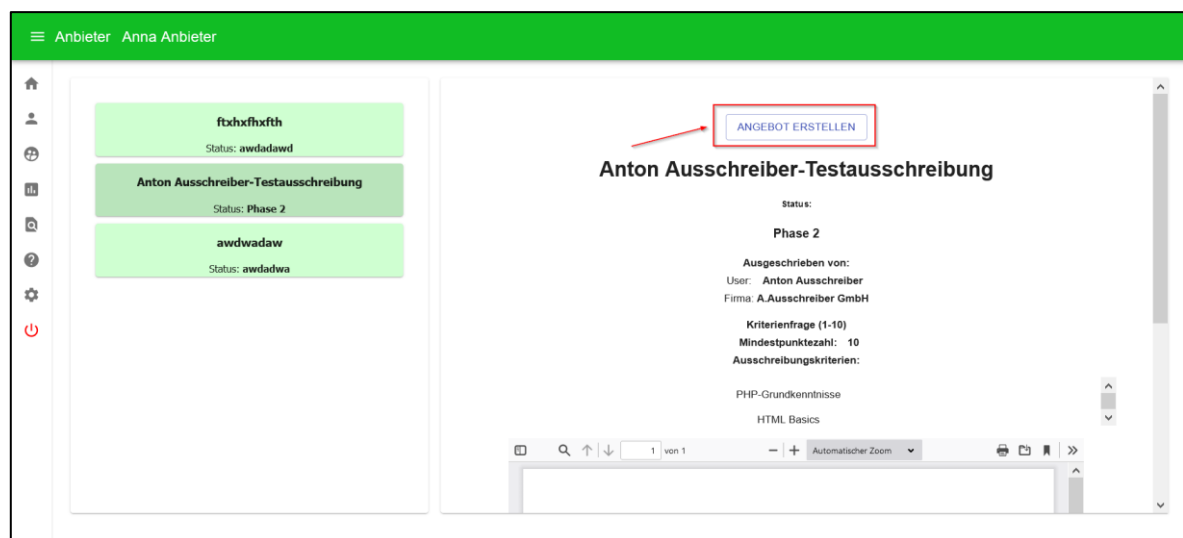 Anbieter Anna Anbieter
ftxhxfhxfth
Status: awdadawd
Anton Ausschreiber-Testausschreibung
Status: Phase 2
awdwadaw
Status: awdadwa
ANGEBOT ERSTELLEN
Anton Ausschreiber-Testausschreibung
Status:
Phase 2
Ausgeschrieben von:
User: Anton Ausschreiber
Firma: A.Ausschreiber GmbH
Kriterienfrage (1-10)
Mindestpunktezahl: 10
Ausschreibungskriterien:
PHP-Grundkenntnisse
HTML Basics
1 von 1 Automatischer Zoom